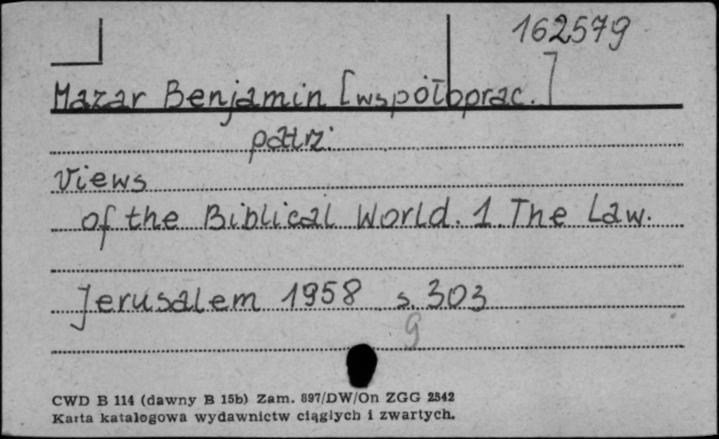 162579
Mazar Benjamin [współoprac.]
patrz:
Views
of the Biblical World. 1. The Law.
Jerusalem 1958 s. 303
9
CWD B 114 (dawny B 15b) Zam. 897/DW/On ZGG 2542
Karta katalogowa wydawnictw ciągłych i zwartych.